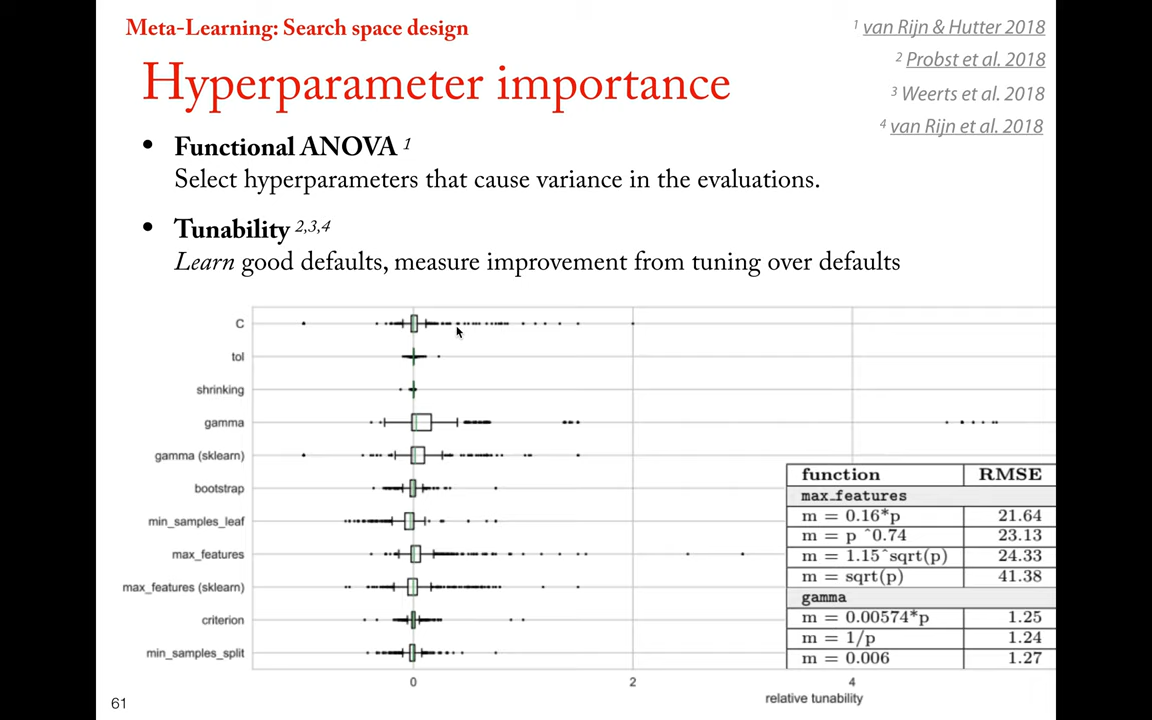 Meta-Learning: Search space design
¹ van Rijn & Hutter 2018
Hyperparameter importance
² Probst et al. 2018
³ Weerts et al. 2018
⁴ van Rijn et al. 2018
• Functional ANOVA ¹
Select hyperparameters that cause variance in the evaluations.
• Tunability ²,³,⁴
Learn good defaults, measure improvement from tuning over defaults
C
tol
shrinking
gamma
gamma (sklearn)
bootstrap
min_samples_leaf
max_features
max_features (sklearn)
criterion
min_samples_split
function RMSE
max_features
m = 0.16*p 21.64
m = p ^0.74 23.13
m = 1.15^sqrt(p) 24.33
m = sqrt(p) 41.38
gamma
m = 0.00574*p 1.25
m = 1/p 1.24
m = 0.006 1.27
0 2 4
relative tunability
61